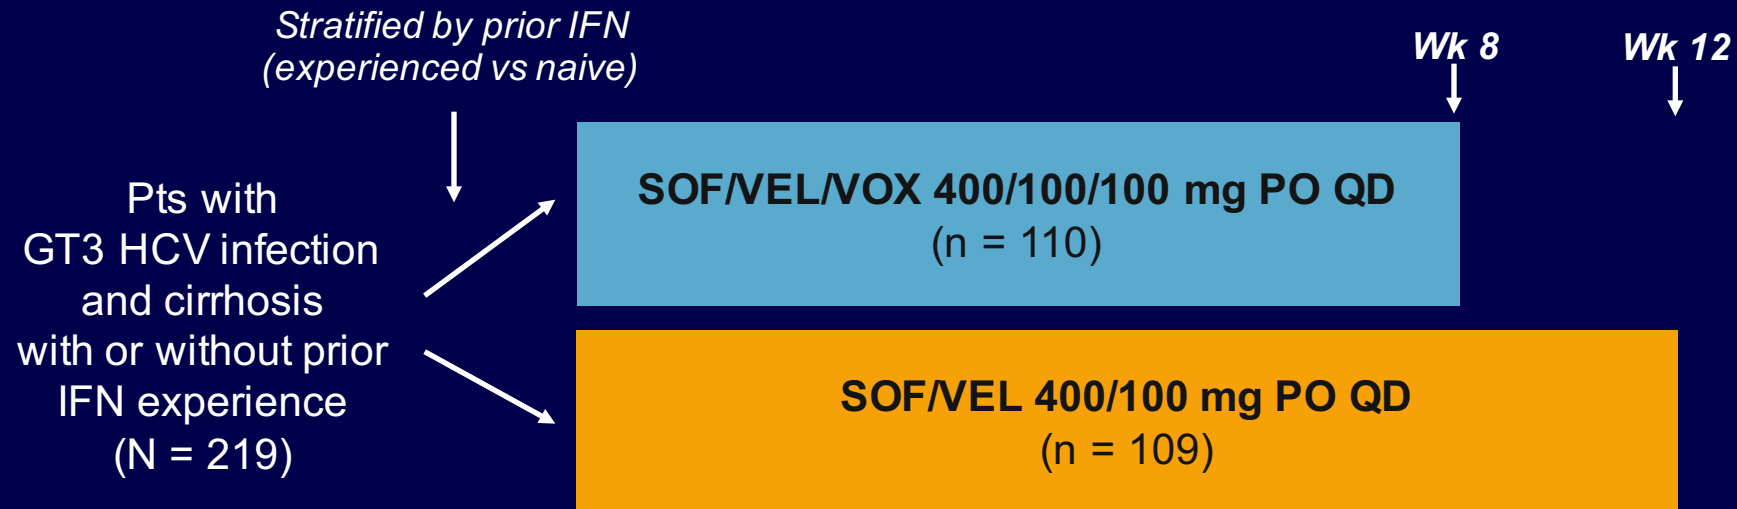 Stratified by prior IFN
(experienced vs naive)
Wk 8
Wk 12
Pts with
GT3 HCV infection
and cirrhosis
with or without prior
IFN experience
(N = 219)
SOF/VEL/VOX 400/100/100 mg PO QD
(n = 110)
SOF/VEL 400/100 mg PO QD
(n = 109)